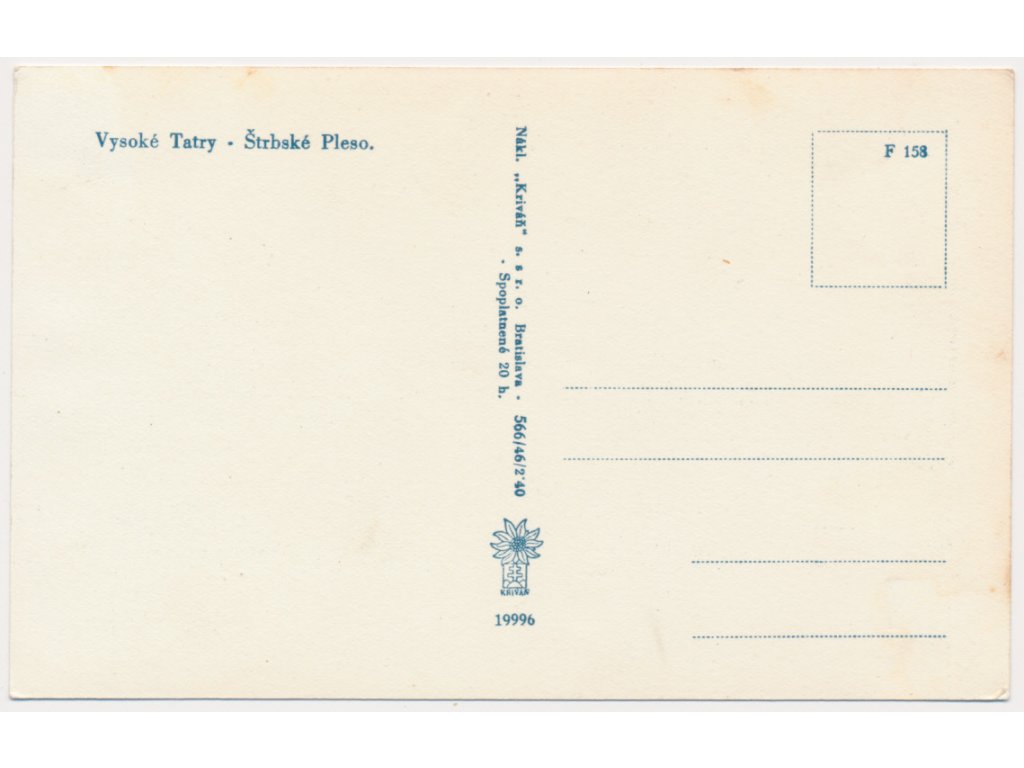 Vysoké Tatry • Štrbské Pleso.
Nákl. „Kriváň“ s. s r. o. Bratislava • 566/46/2'40
• Spoplatnené 20 h.
KRIVÁŇ
19996
F 158